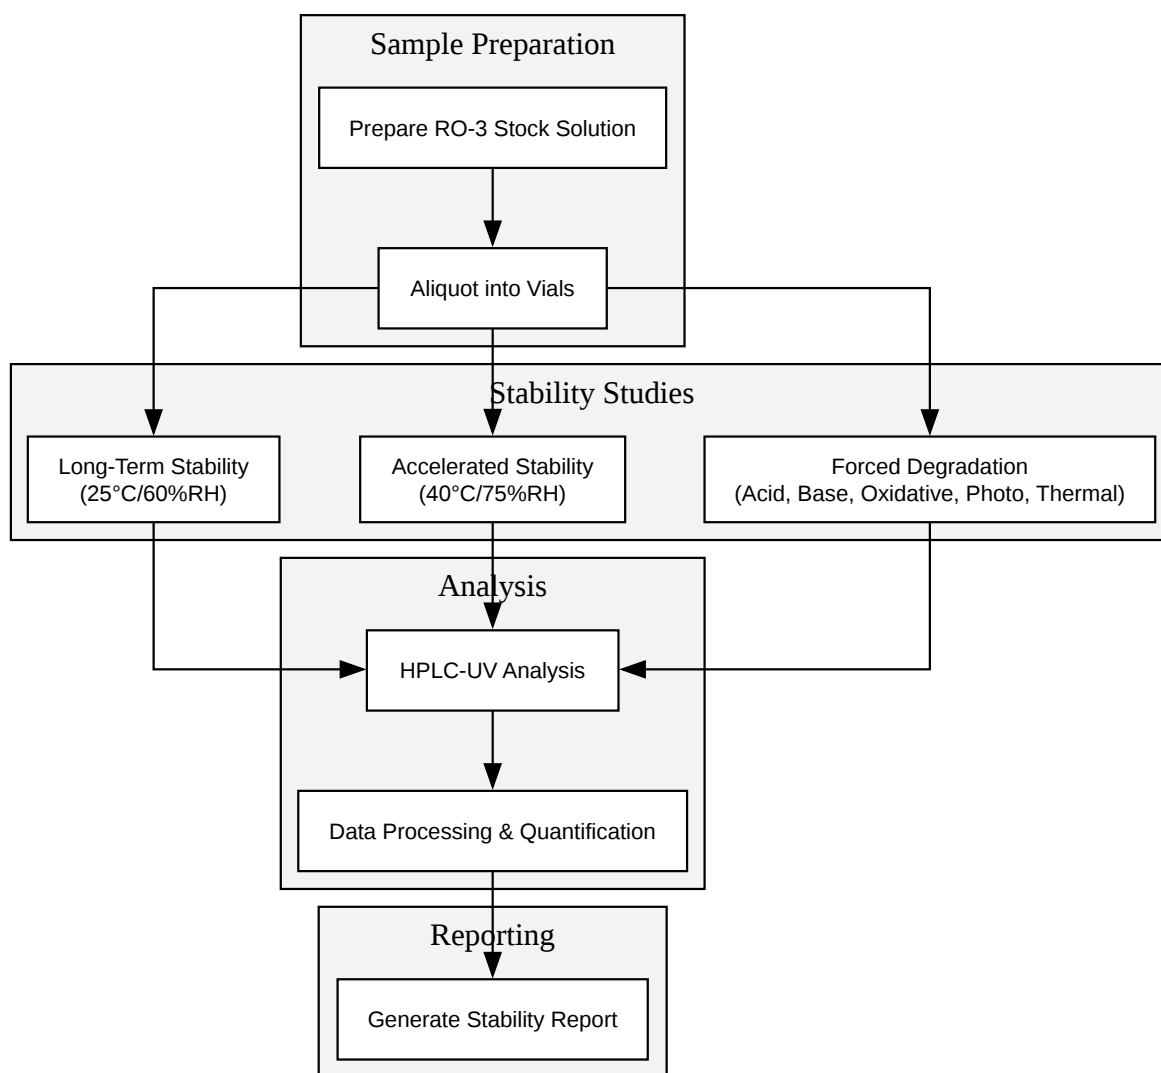 Sample Preparation
Prepare RO-3 Stock Solution
Aliquot into Vials
Stability Studies
Long-Term Stability
(25°C/60%RH)
Accelerated Stability
(40°C/75%RH)
Forced Degradation
(Acid, Base, Oxidative, Photo, Thermal)
Analysis
HPLC-UV Analysis
Data Processing & Quantification
Reporting
Generate Stability Report